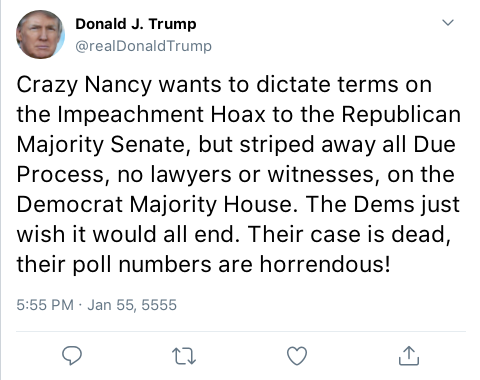 Donald J. Trump
@realDonaldTrump
Crazy Nancy wants to dictate terms on
the Impeachment Hoax to the Republican
Majority Senate, but striped away all Due
Process, no lawyers or witnesses, on the
Democrat Majority House. The Dems just
wish it would all end. Their case is dead,
their poll numbers are horrendous!
5:55 PM · Jan 55, 5555